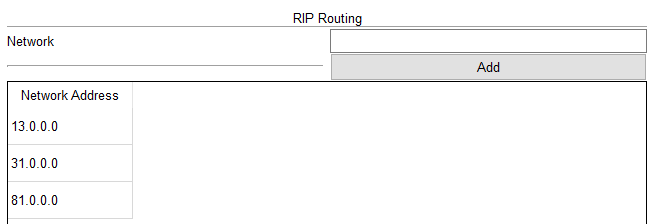 RIP Routing
Network
Add
Network Address
13.0.0.0
31.0.0.0
81.0.0.0